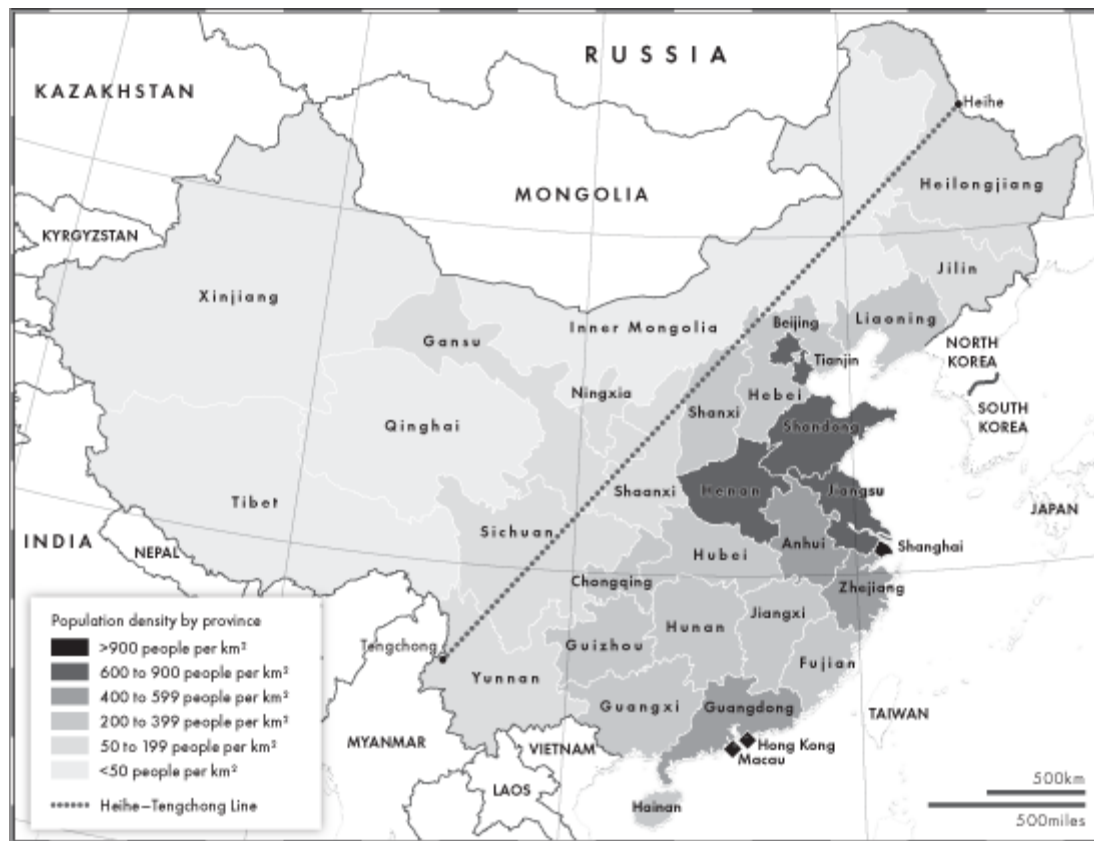 RUSSIA
KAZAKHSTAN
Heihe
MONGOLIA
Heilongjiang
KYRGYZSTAN
Jilin
Xinjiang
Inner Mongolia
Beijing
Liaoning
Gansu
NORTH
KOREA
Tianjin
Ningxia
Hebei
Shanxi
SOUTH
KOREA
Qinghai
Shandong
Shaanxi
Henan
Jiangsu
Tibet
JAPAN
Sichuan
INDIA
NEPAL
Anhui
Shanghai
Hubei
Chongqing
Zhejiang
Jiangxi
Hunan
Guizhou
Tengchong
Fujian
Yunnan
Guangxi
Guangdong
TAIWAN
MYANMAR
VIETNAM
Hong Kong
Macau
LAOS
Hainan
Population density by province
>900 people per km²
600 to 900 people per km²
400 to 599 people per km²
200 to 399 people per km²
50 to 199 people per km²
<50 people per km²
Heihe–Tengchong Line
500km
500miles